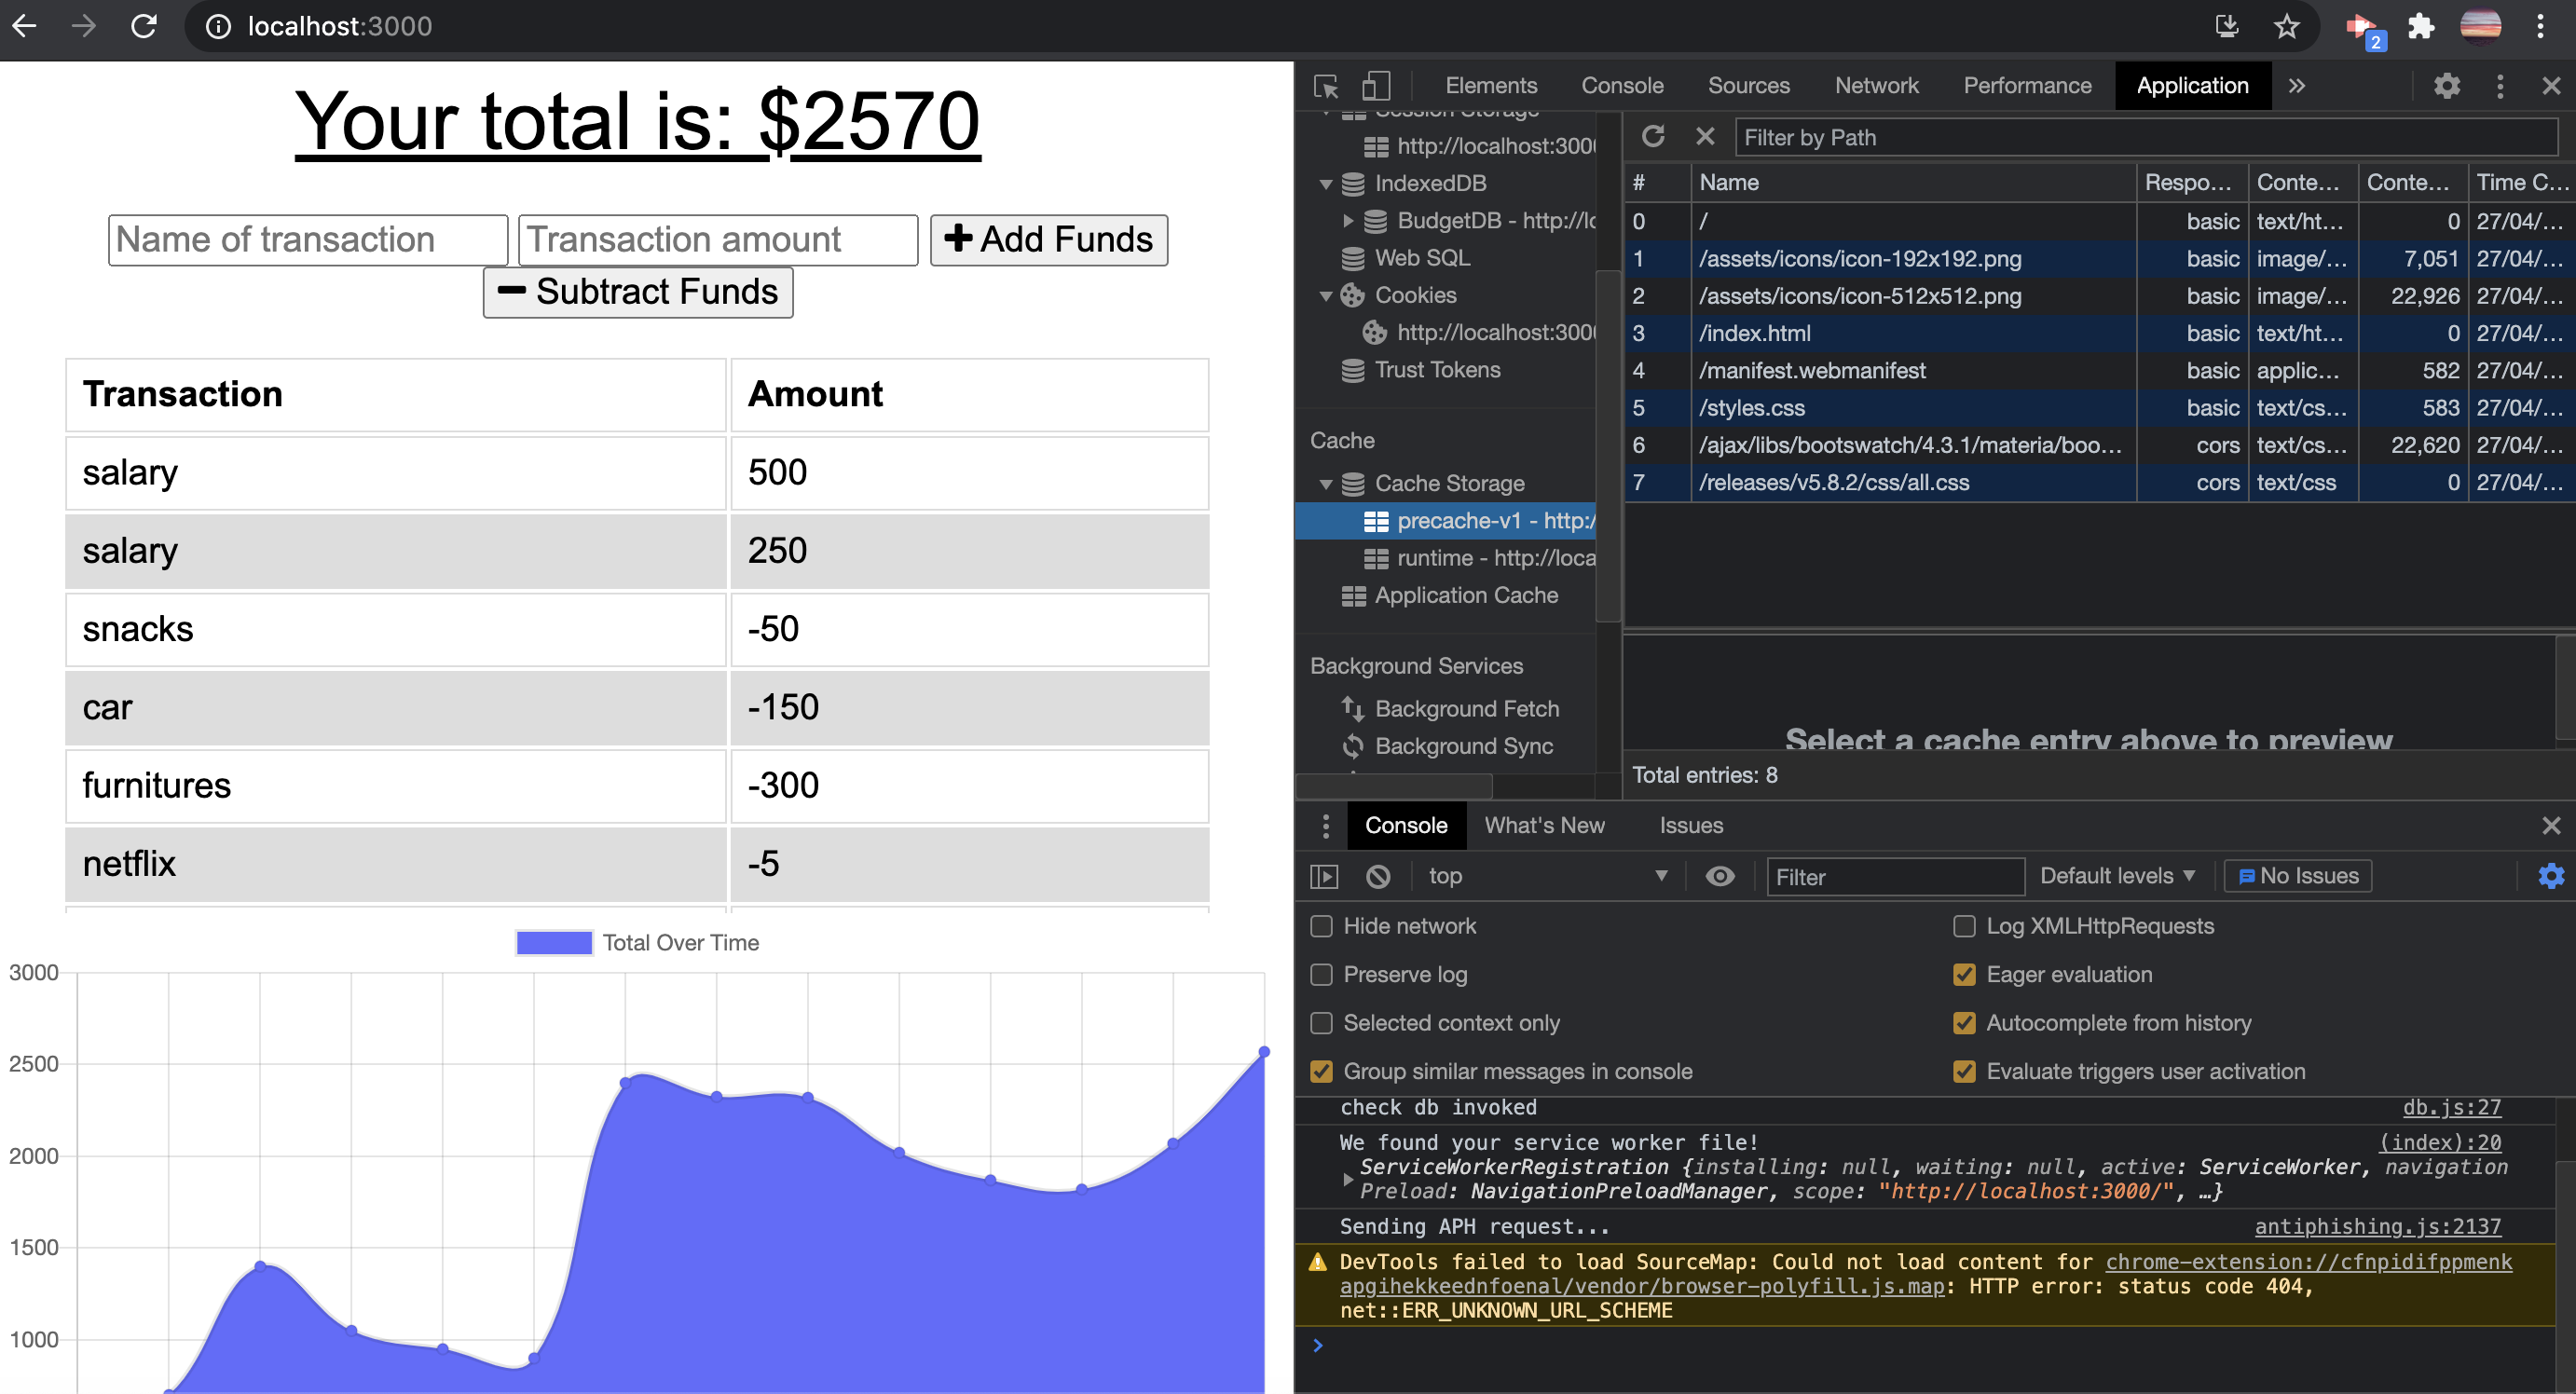 localhost:3000
2
Your total is: $2570
Name of transaction Transaction amount Add Funds
Subtract Funds
Transaction Amount
salary 500
salary 250
snacks -50
car -150
furnitures -300
netflix -5
Total Over Time
3000
2500
2000
1500
1000
Elements Console Sources Network Performance Application
Session Storage
http://localhost:300
IndexedDB
BudgetDB - http://lo
Web SQL
Cookies
http://localhost:300
Trust Tokens
Cache
Cache Storage
precache-v1 - http:/
runtime - http://loca
Application Cache
Background Services
Background Fetch
Background Sync
Filter by Path
# Name Respo... Conte... Conte... Time C...
0 / basic text/ht... 0 27/04/...
1 /assets/icons/icon-192x192.png basic image/... 7,051 27/04/...
2 /assets/icons/icon-512x512.png basic image/... 22,926 27/04/...
3 /index.html basic text/ht... 0 27/04/...
4 /manifest.webmanifest basic applic... 582 27/04/...
5 /styles.css basic text/cs... 583 27/04/...
6 /ajax/libs/bootswatch/4.3.1/materia/boo... cors text/cs... 22,620 27/04/...
7 /releases/v5.8.2/css/all.css cors text/css 0 27/04/...
Select a cache entry above to preview
Total entries: 8
Console What's New Issues
top Filter Default levels No Issues
Hide network Log XMLHttpRequests
Preserve log Eager evaluation
Selected context only Autocomplete from history
Group similar messages in console Evaluate triggers user activation
check db invoked db.js:27
We found your service worker file! (index):20
ServiceWorkerRegistration {installing: null, waiting: null, active: ServiceWorker, navigation
Preload: NavigationPreloadManager, scope: "http://localhost:3000/", …}
Sending APH request... antiphishing.js:2137
DevTools failed to load SourceMap: Could not load content for chrome-extension://cfnpidifppmenk
apgihekkeednfoenal/vendor/browser-polyfill.js.map: HTTP error: status code 404,
net::ERR_UNKNOWN_URL_SCHEME